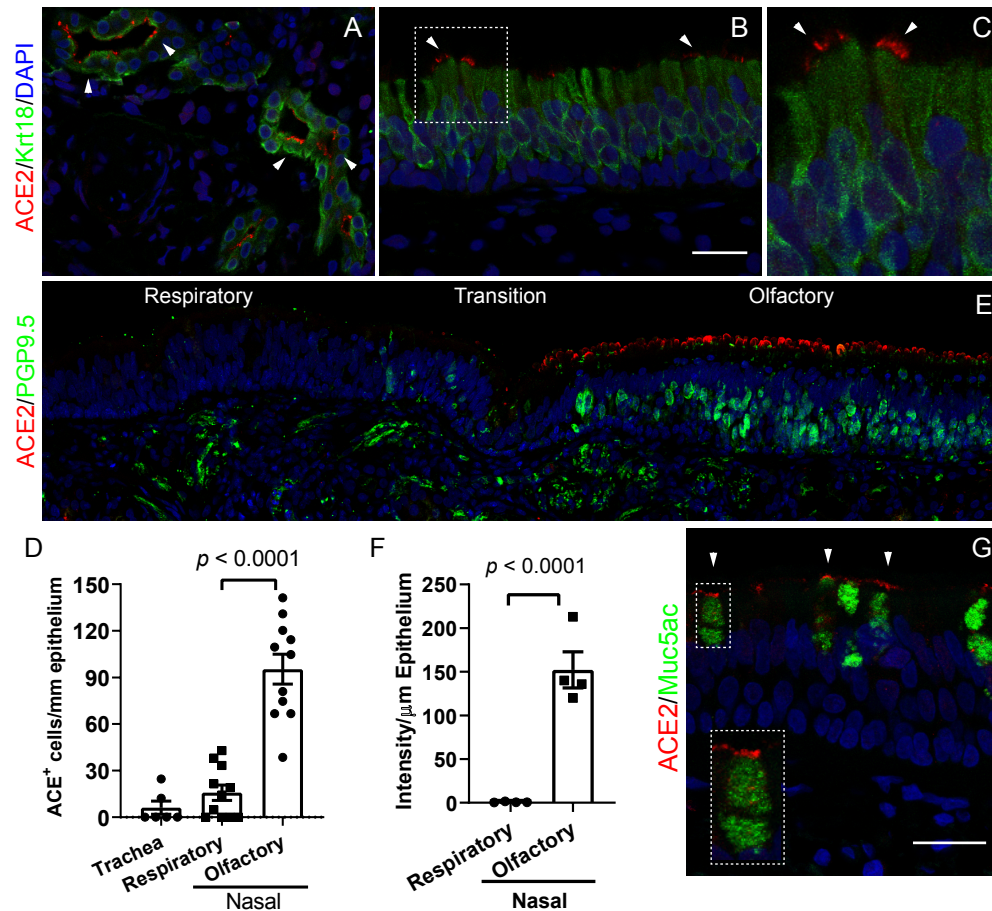 ACE2/Krt18/DAPI
A
B
C
ACE2/PGP9.5
Respiratory
Transition
Olfactory
E
D
p < 0.0001
ACE⁺ cells/mm epithelium
150
120
90
60
30
0
Trachea
Respiratory
Olfactory
Nasal
F
p < 0.0001
Intensity/μm Epithelium
250
200
150
100
50
0
Respiratory
Olfactory
Nasal
ACE2/Muc5ac
G